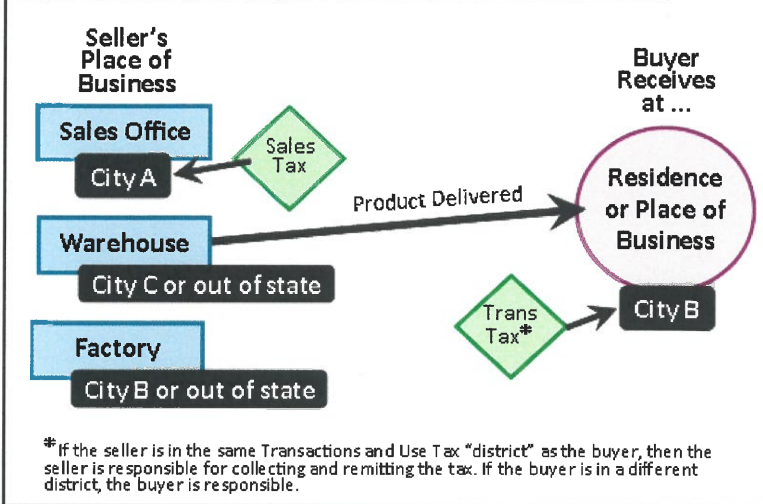 Seller's
Place of
Business
Buyer
Receives
at ...
Sales Office
City A
Sales
Tax
Product Delivered
Residence
or Place of
Business
Warehouse
City C or out of state
Trans
Tax*
City B
Factory
City B or out of state
*If the seller is in the same Transactions and Use Tax “district” as the buyer, then the
seller is responsible for collecting and remitting the tax. If the buyer is in a different
district, the buyer is responsible.